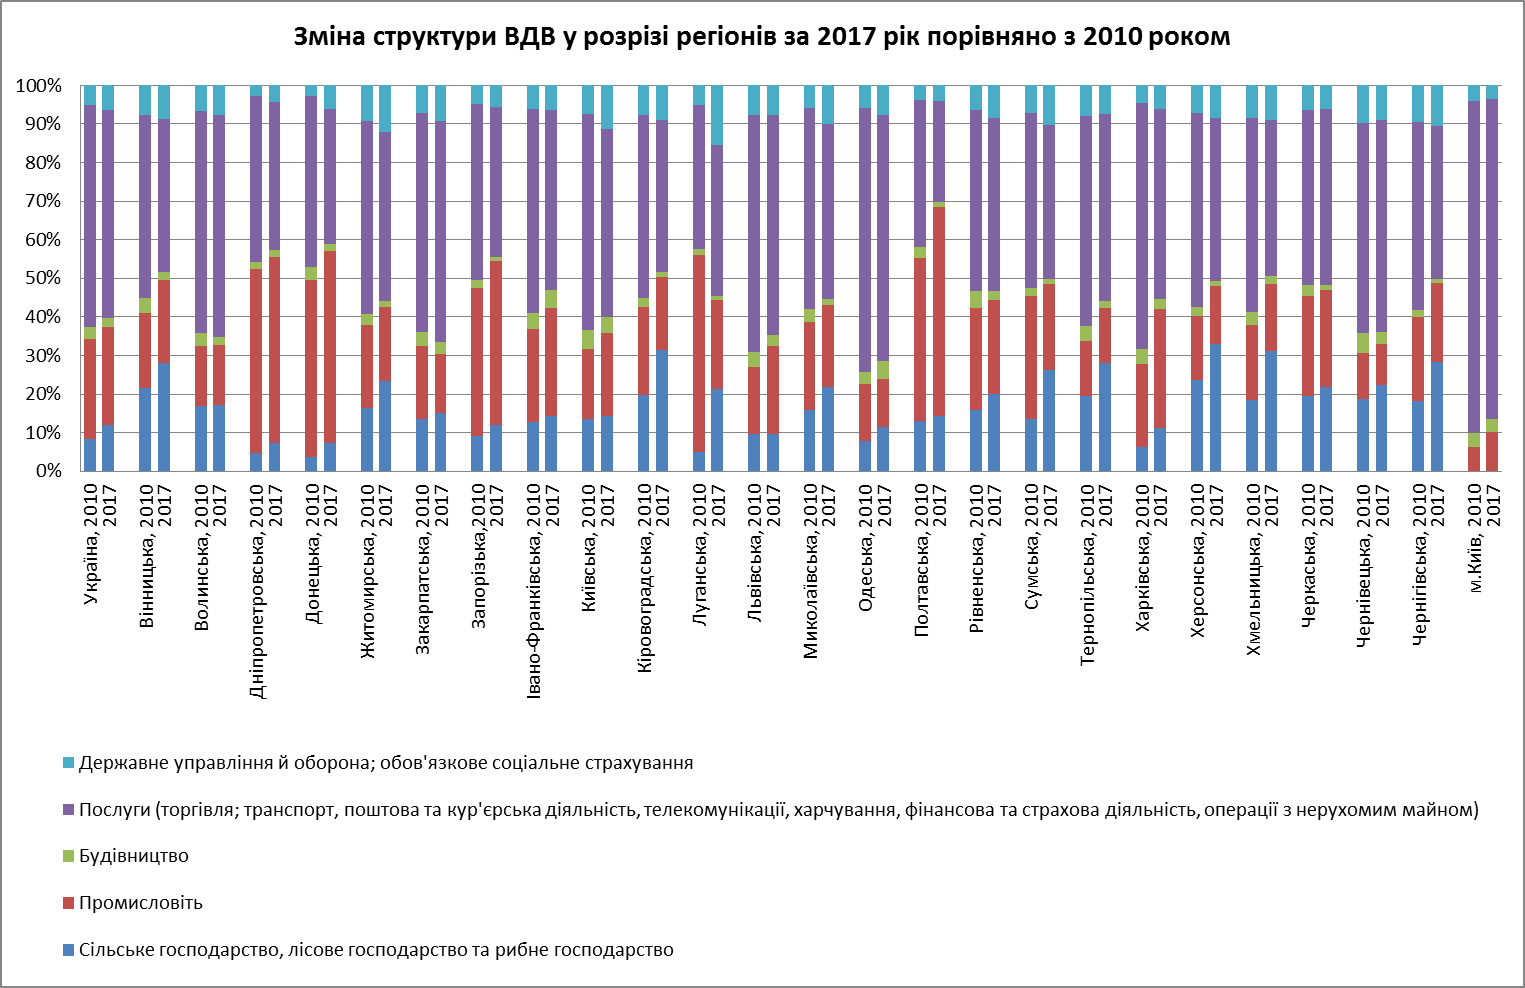 Зміна структури ВДВ у розрізі регіонів за 2017 рік порівняно з 2010 роком
100%
90%
80%
70%
60%
50%
40%
30%
20%
10%
0%
Україна, 2010
2017
Вінницька, 2010
2017
Волинська, 2010
2017
Дніпропетровська, 2010
2017
Донецька, 2010
2017
Житомирська, 2010
2017
Закарпатська, 2010
2017
Запорізька,2010
2017
Івано-Франківська, 2010
2017
Київська, 2010
2017
Кіровоградська, 2010
2017
Луганська, 2010
2017
Львівська, 2010
2017
Миколаївська, 2010
2017
Одеська, 2010
2017
Полтавська, 2010
2017
Рівненська, 2010
2017
Сумська, 2010
2017
Тернопільська, 2010
2017
Харківська, 2010
2017
Херсонська, 2010
2017
Хмельницька, 2010
2017
Черкаська, 2010
2017
Чернівецька, 2010
2017
Чернігівська, 2010
2017
м.Київ, 2010
2017
Державне управління й оборона; обов'язкове соціальне страхування
Послуги (торгівля; транспорт, поштова та кур'єрська діяльність, телекомунікації, харчування, фінансова та страхова діяльність, операції з нерухомим майном)
Будівництво
Промисловіть
Сільське господарство, лісове господарство та рибне господарство